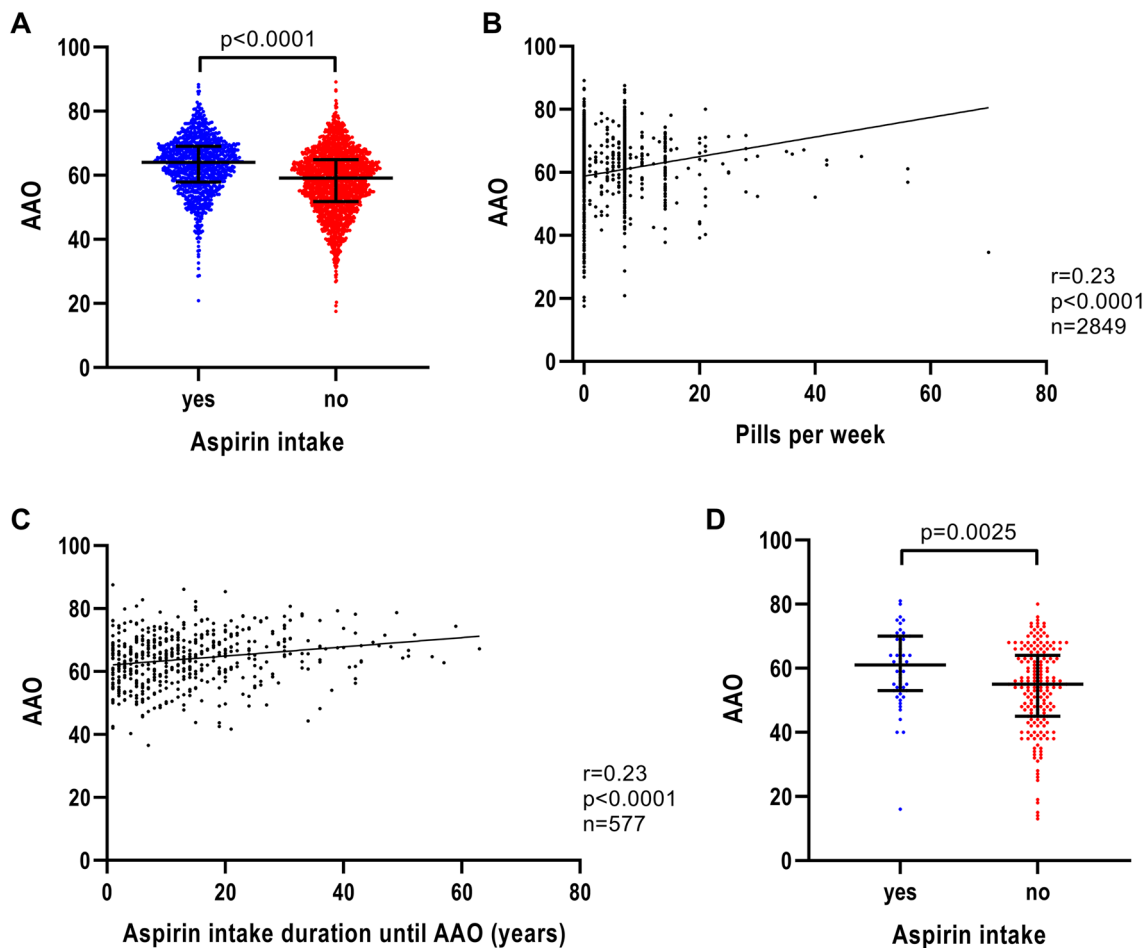 A
p<0.0001
100
80
60
40
20
0
AAO
yes
no
Aspirin intake
B
100
80
60
40
20
0
AAO
0
20
40
60
80
Pills per week
r=0.23
p<0.0001
n=2849
C
100
80
60
40
20
0
AAO
0
20
40
60
80
Aspirin intake duration until AAO (years)
r=0.23
p<0.0001
n=577
D
p=0.0025
100
80
60
40
20
0
AAO
yes
no
Aspirin intake